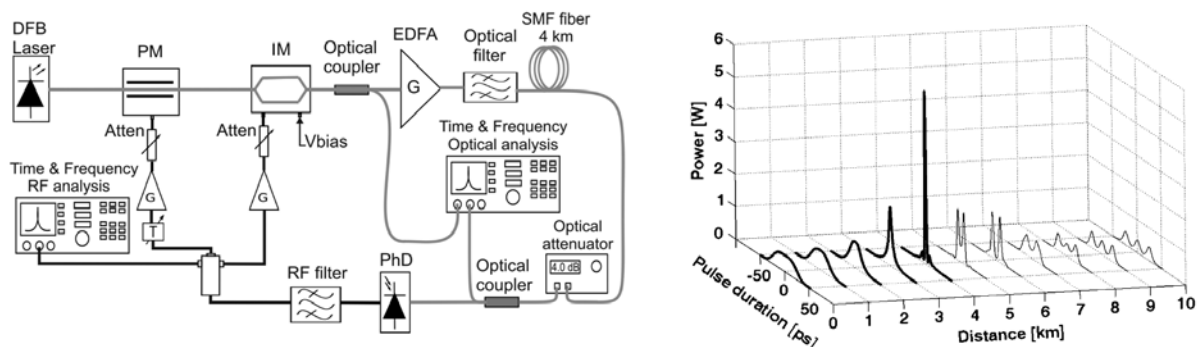 DFB
Laser
PM
IM
Optical
coupler
EDFA
G
Optical
filter
SMF fiber
4 km
Atten
Atten
Vbias
Time & Frequency
RF analysis
G
G
T
Time & Frequency
Optical analysis
Optical
attenuator
4.0 dB
Optical
coupler
RF filter
PhD
Power [W]
6
5
4
3
2
1
0
Pulse duration [ps]
-50
0
50
0
1
2
3
4
5
6
7
8
9
10
Distance [km]